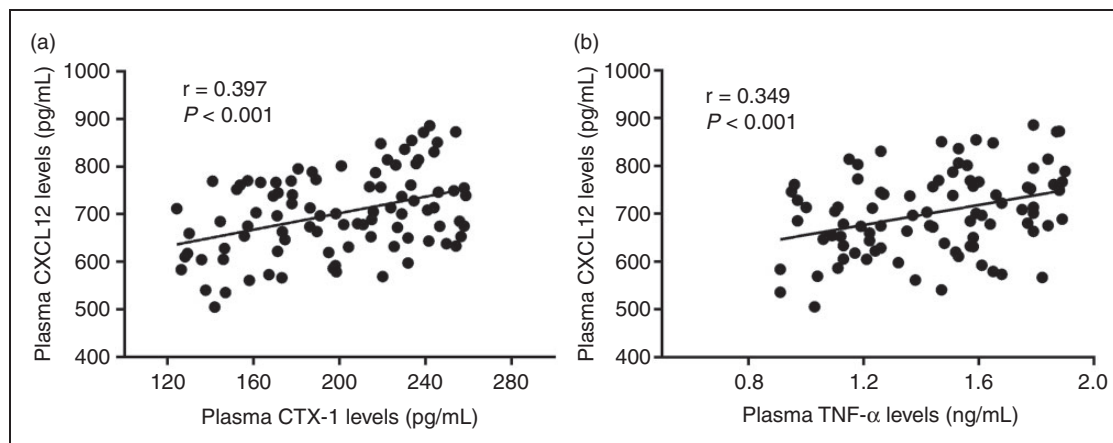 (a)
r = 0.397
P < 0.001
Plasma CXCL12 levels (pg/mL)
1000
900
800
700
600
500
400
120 160 200 240 280
Plasma CTX-1 levels (pg/mL)
(b)
r = 0.349
P < 0.001
Plasma CXCL12 levels (pg/mL)
1000
900
800
700
600
500
400
0.8 1.2 1.6 2.0
Plasma TNF-α levels (ng/mL)